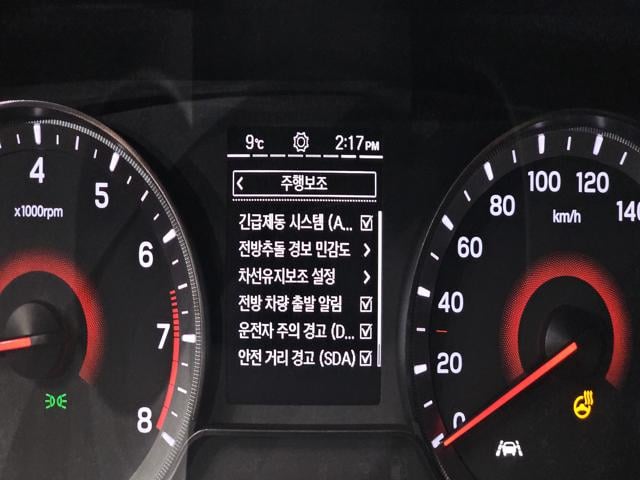 9°C 2:17 PM
< 주행보조
긴급제동 시스템 (A...
전방추돌 경보 민감도 >
차선유지보조 설정 >
전방 차량 출발 알림
운전자 주의 경고 (D...
안전 거리 경고 (SDA)
4
5
6
7
8
x1000rpm
0
20
40
60
80
100
120
140
km/h